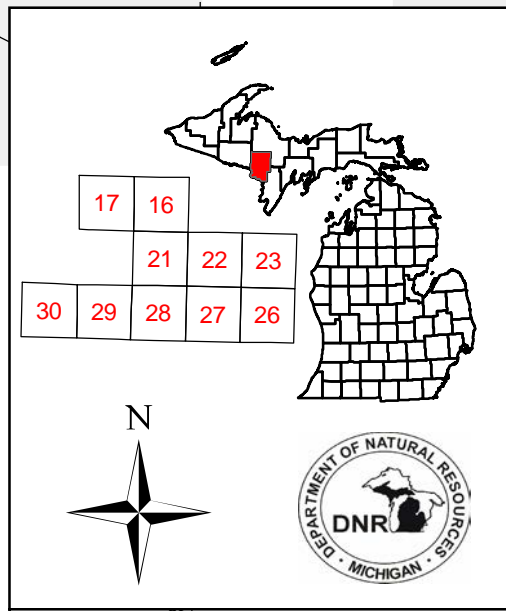 17 16
21 22 23
30 29 28 27 26
N
DEPARTMENT OF NATURAL RESOURCES
DNR
· MICHIGAN ·